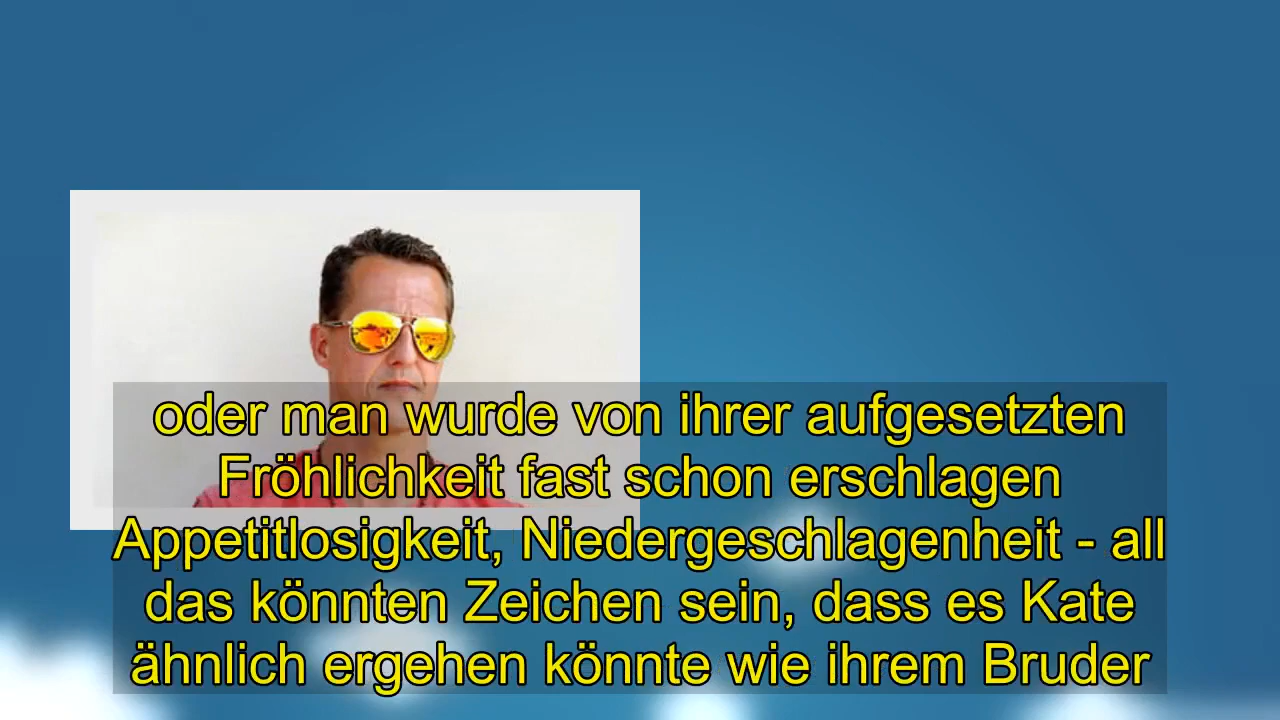 oder man wurde von ihrer aufgesetzten
Fröhlichkeit fast schon erschlagen
Appetitlosigkeit, Niedergeschlagenheit - all
das könnten Zeichen sein, dass es Kate
ähnlich ergehen könnte wie ihrem Bruder